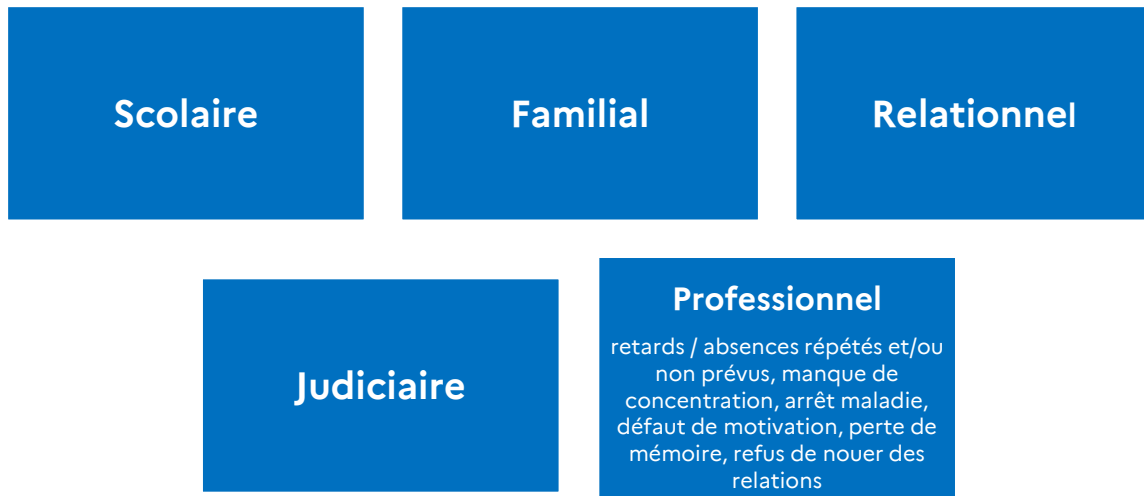 Scolaire
Familial
Relationnel
Judiciaire
Professionnel
retards / absences répétés et/ou
non prévus, manque de
concentration, arrêt maladie,
défaut de motivation, perte de
mémoire, refus de nouer des
relations